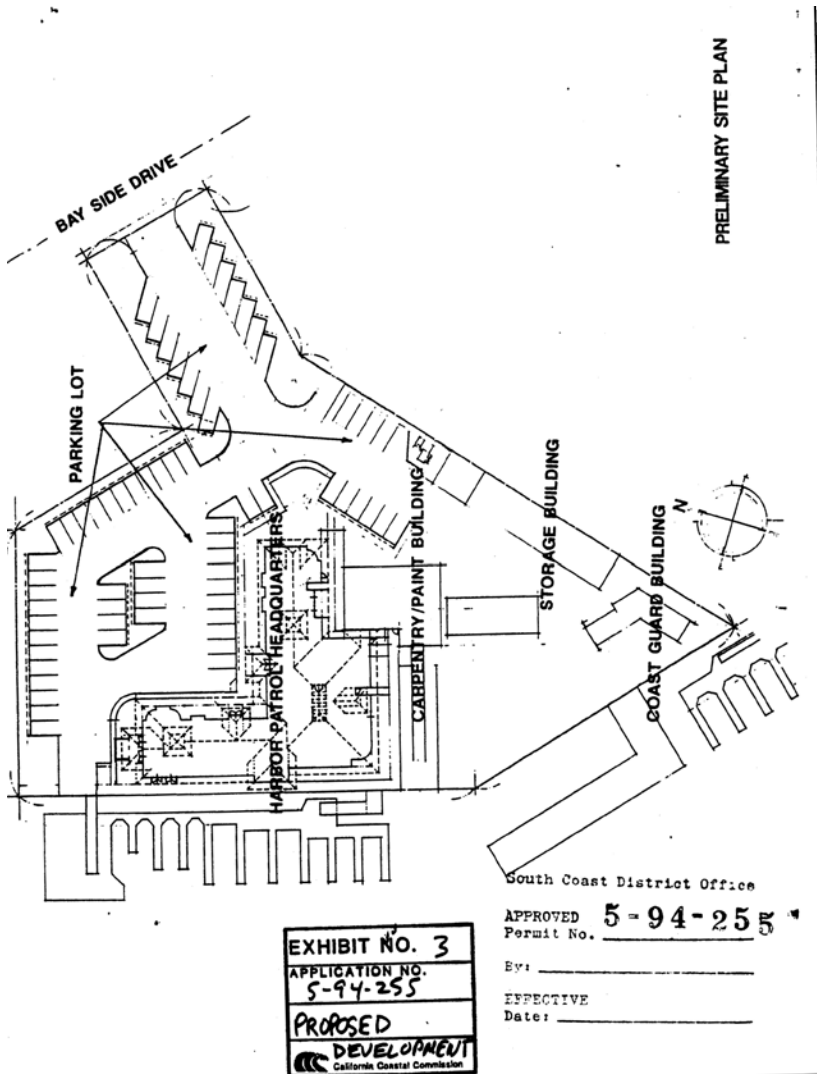 PRELIMINARY SITE PLAN
BAY SIDE DRIVE
PARKING LOT
HARBOR PATROL HEADQUARTERS
CARPENTRY/PAINT BUILDING
STORAGE BUILDING
COAST GUARD BUILDING
N
South Coast District Office
APPROVED 5-94-255
Permit No.
By:
EFFECTIVE
Date:
EXHIBIT NO. 3
APPLICATION NO.
5-94-255
PROPOSED
DEVELOPMENT
California Coastal Commission